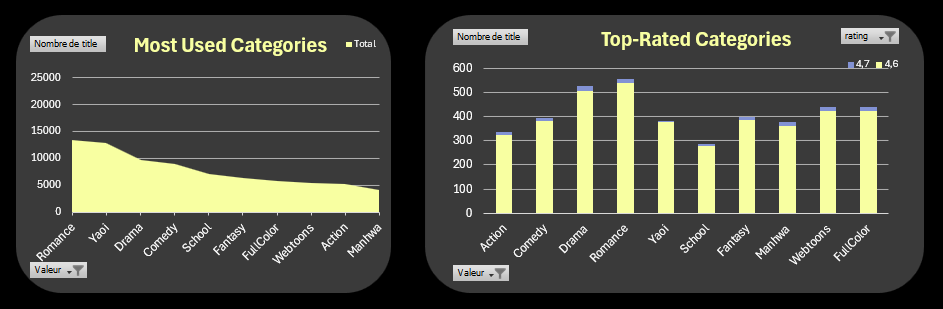 Nombre de title
Most Used Categories
Total
25000
20000
15000
10000
5000
0
Romance
Yaoi
Drama
Comedy
School
Fantasy
FullColor
Webtoons
Action
Manhwa
Valeur
Nombre de title
Top-Rated Categories
rating
4,7
4,6
600
500
400
300
200
100
0
Action
Comedy
Drama
Romance
Yaoi
School
Fantasy
Manhwa
Webtoons
FullColor
Valeur